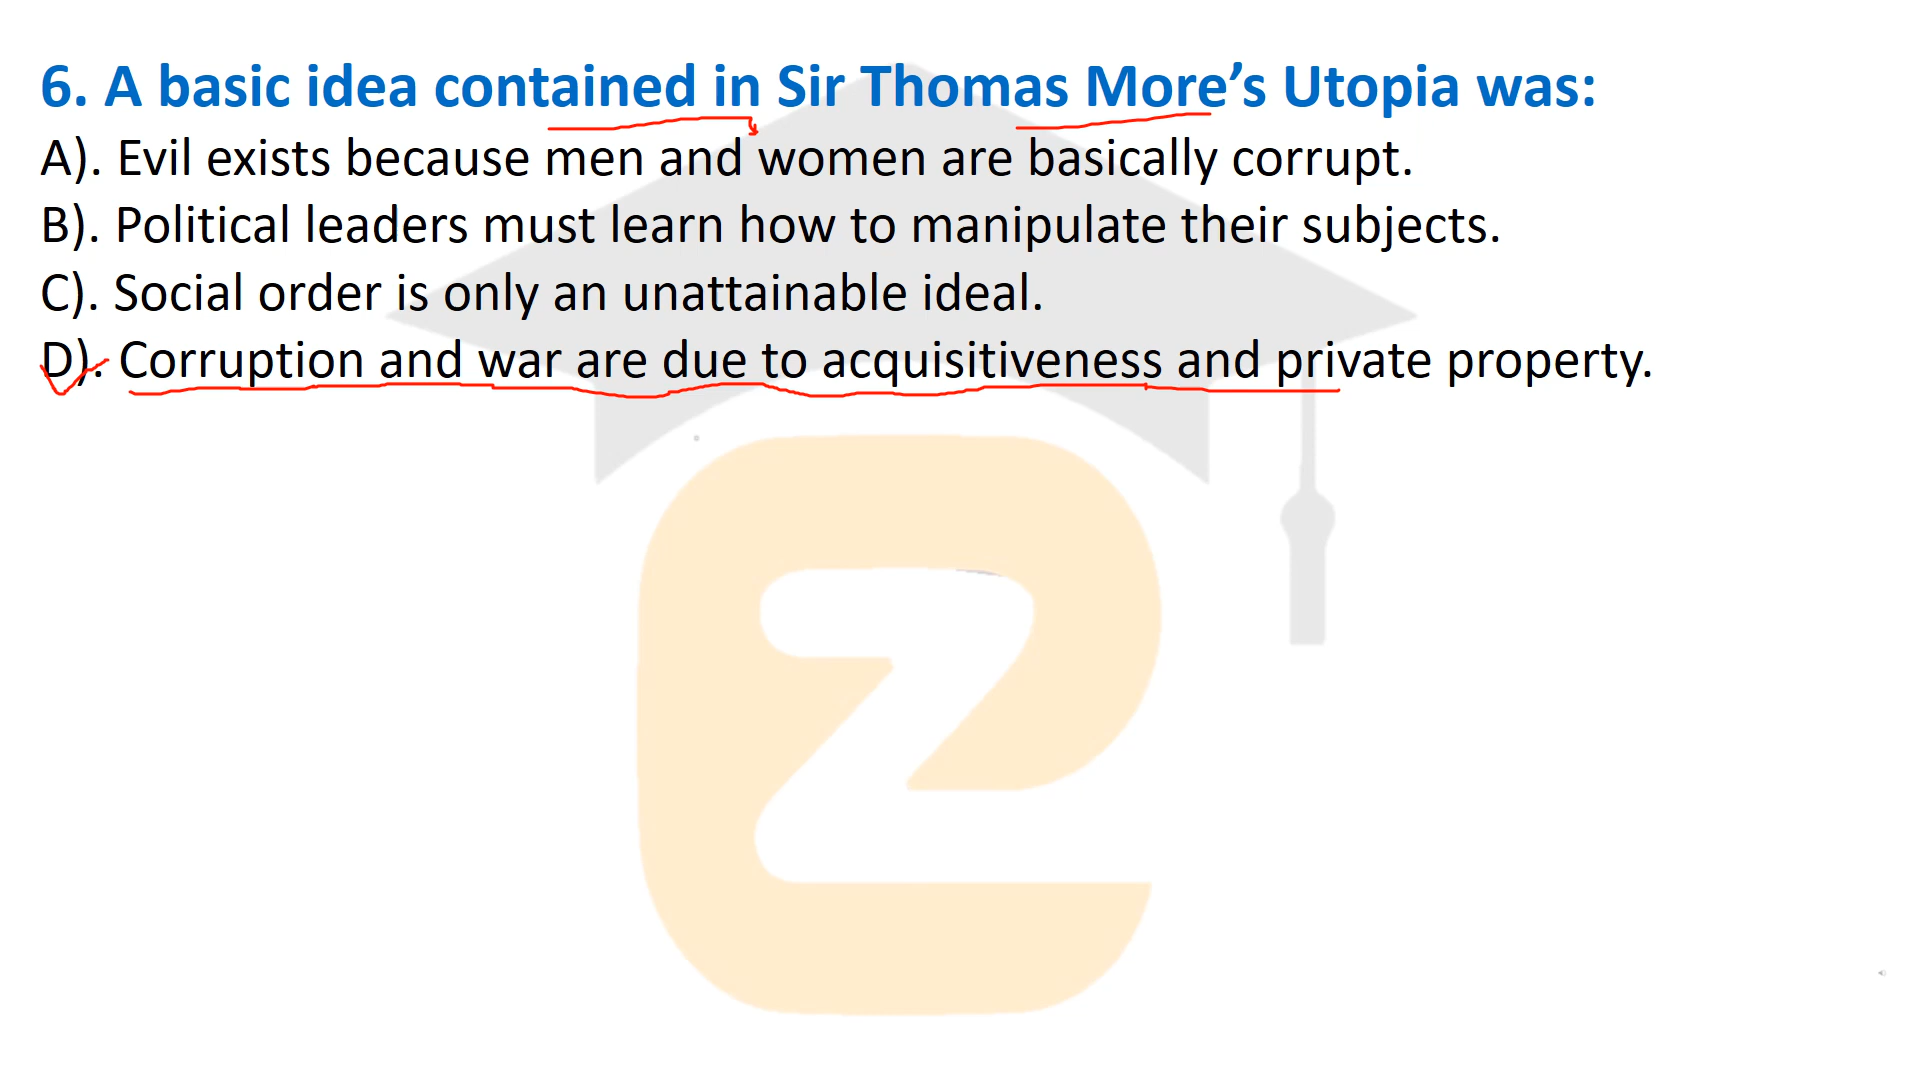 6. A basic idea contained in Sir Thomas More’s Utopia was:
A). Evil exists because men and women are basically corrupt.
B). Political leaders must learn how to manipulate their subjects.
C). Social order is only an unattainable ideal.
D). Corruption and war are due to acquisitiveness and private property.